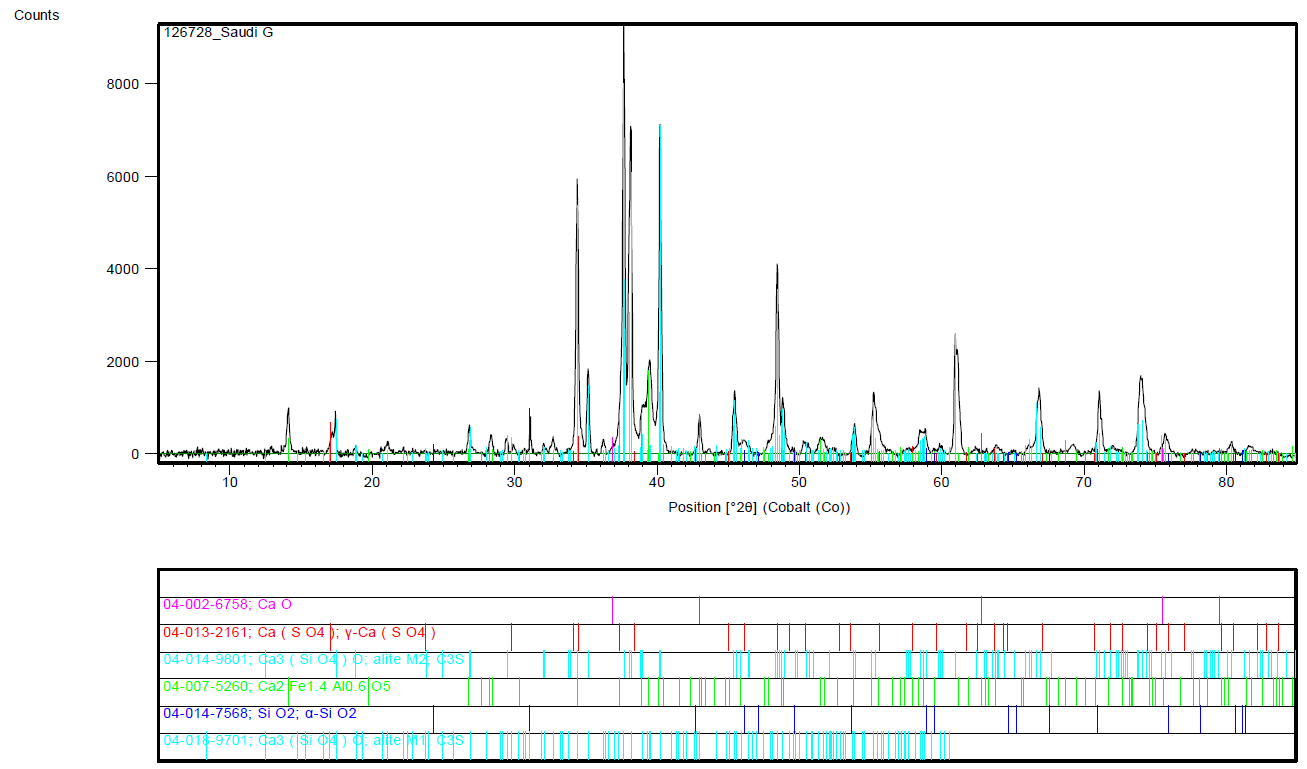 Counts
126728_Saudi G
8000
6000
4000
2000
0
10 20 30 40 50 60 70 80
Position [°2θ] (Cobalt (Co))
04-002-6758; Ca O
04-013-2161; Ca ( S O4 ); γ-Ca ( S O4 )
04-014-9801; Ca3 ( Si O4 ) O; alite M2; C3S
04-007-5260; Ca2 Fe1.4 Al0.6 O5
04-014-7568; Si O2; α-Si O2
04-018-9701; Ca3 ( Si O4 ) O; alite M1; C3S